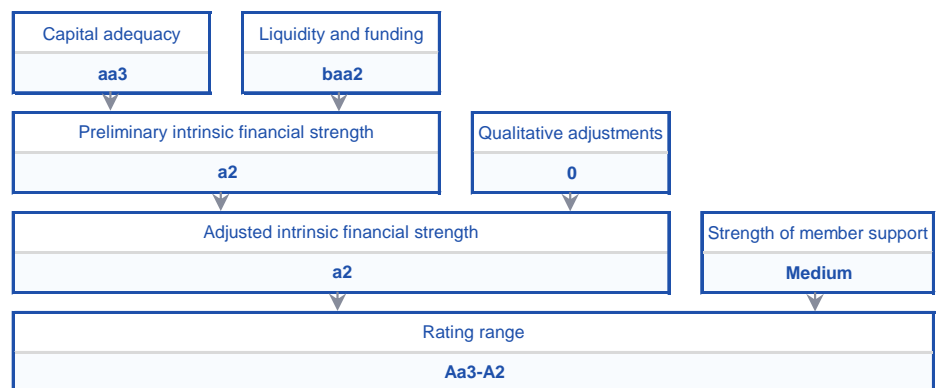 Capital adequacy
aa3
Liquidity and funding
baa2
Preliminary intrinsic financial strength
a2
Qualitative adjustments
0
Adjusted intrinsic financial strength
a2
Strength of member support
Medium
Rating range
Aa3-A2